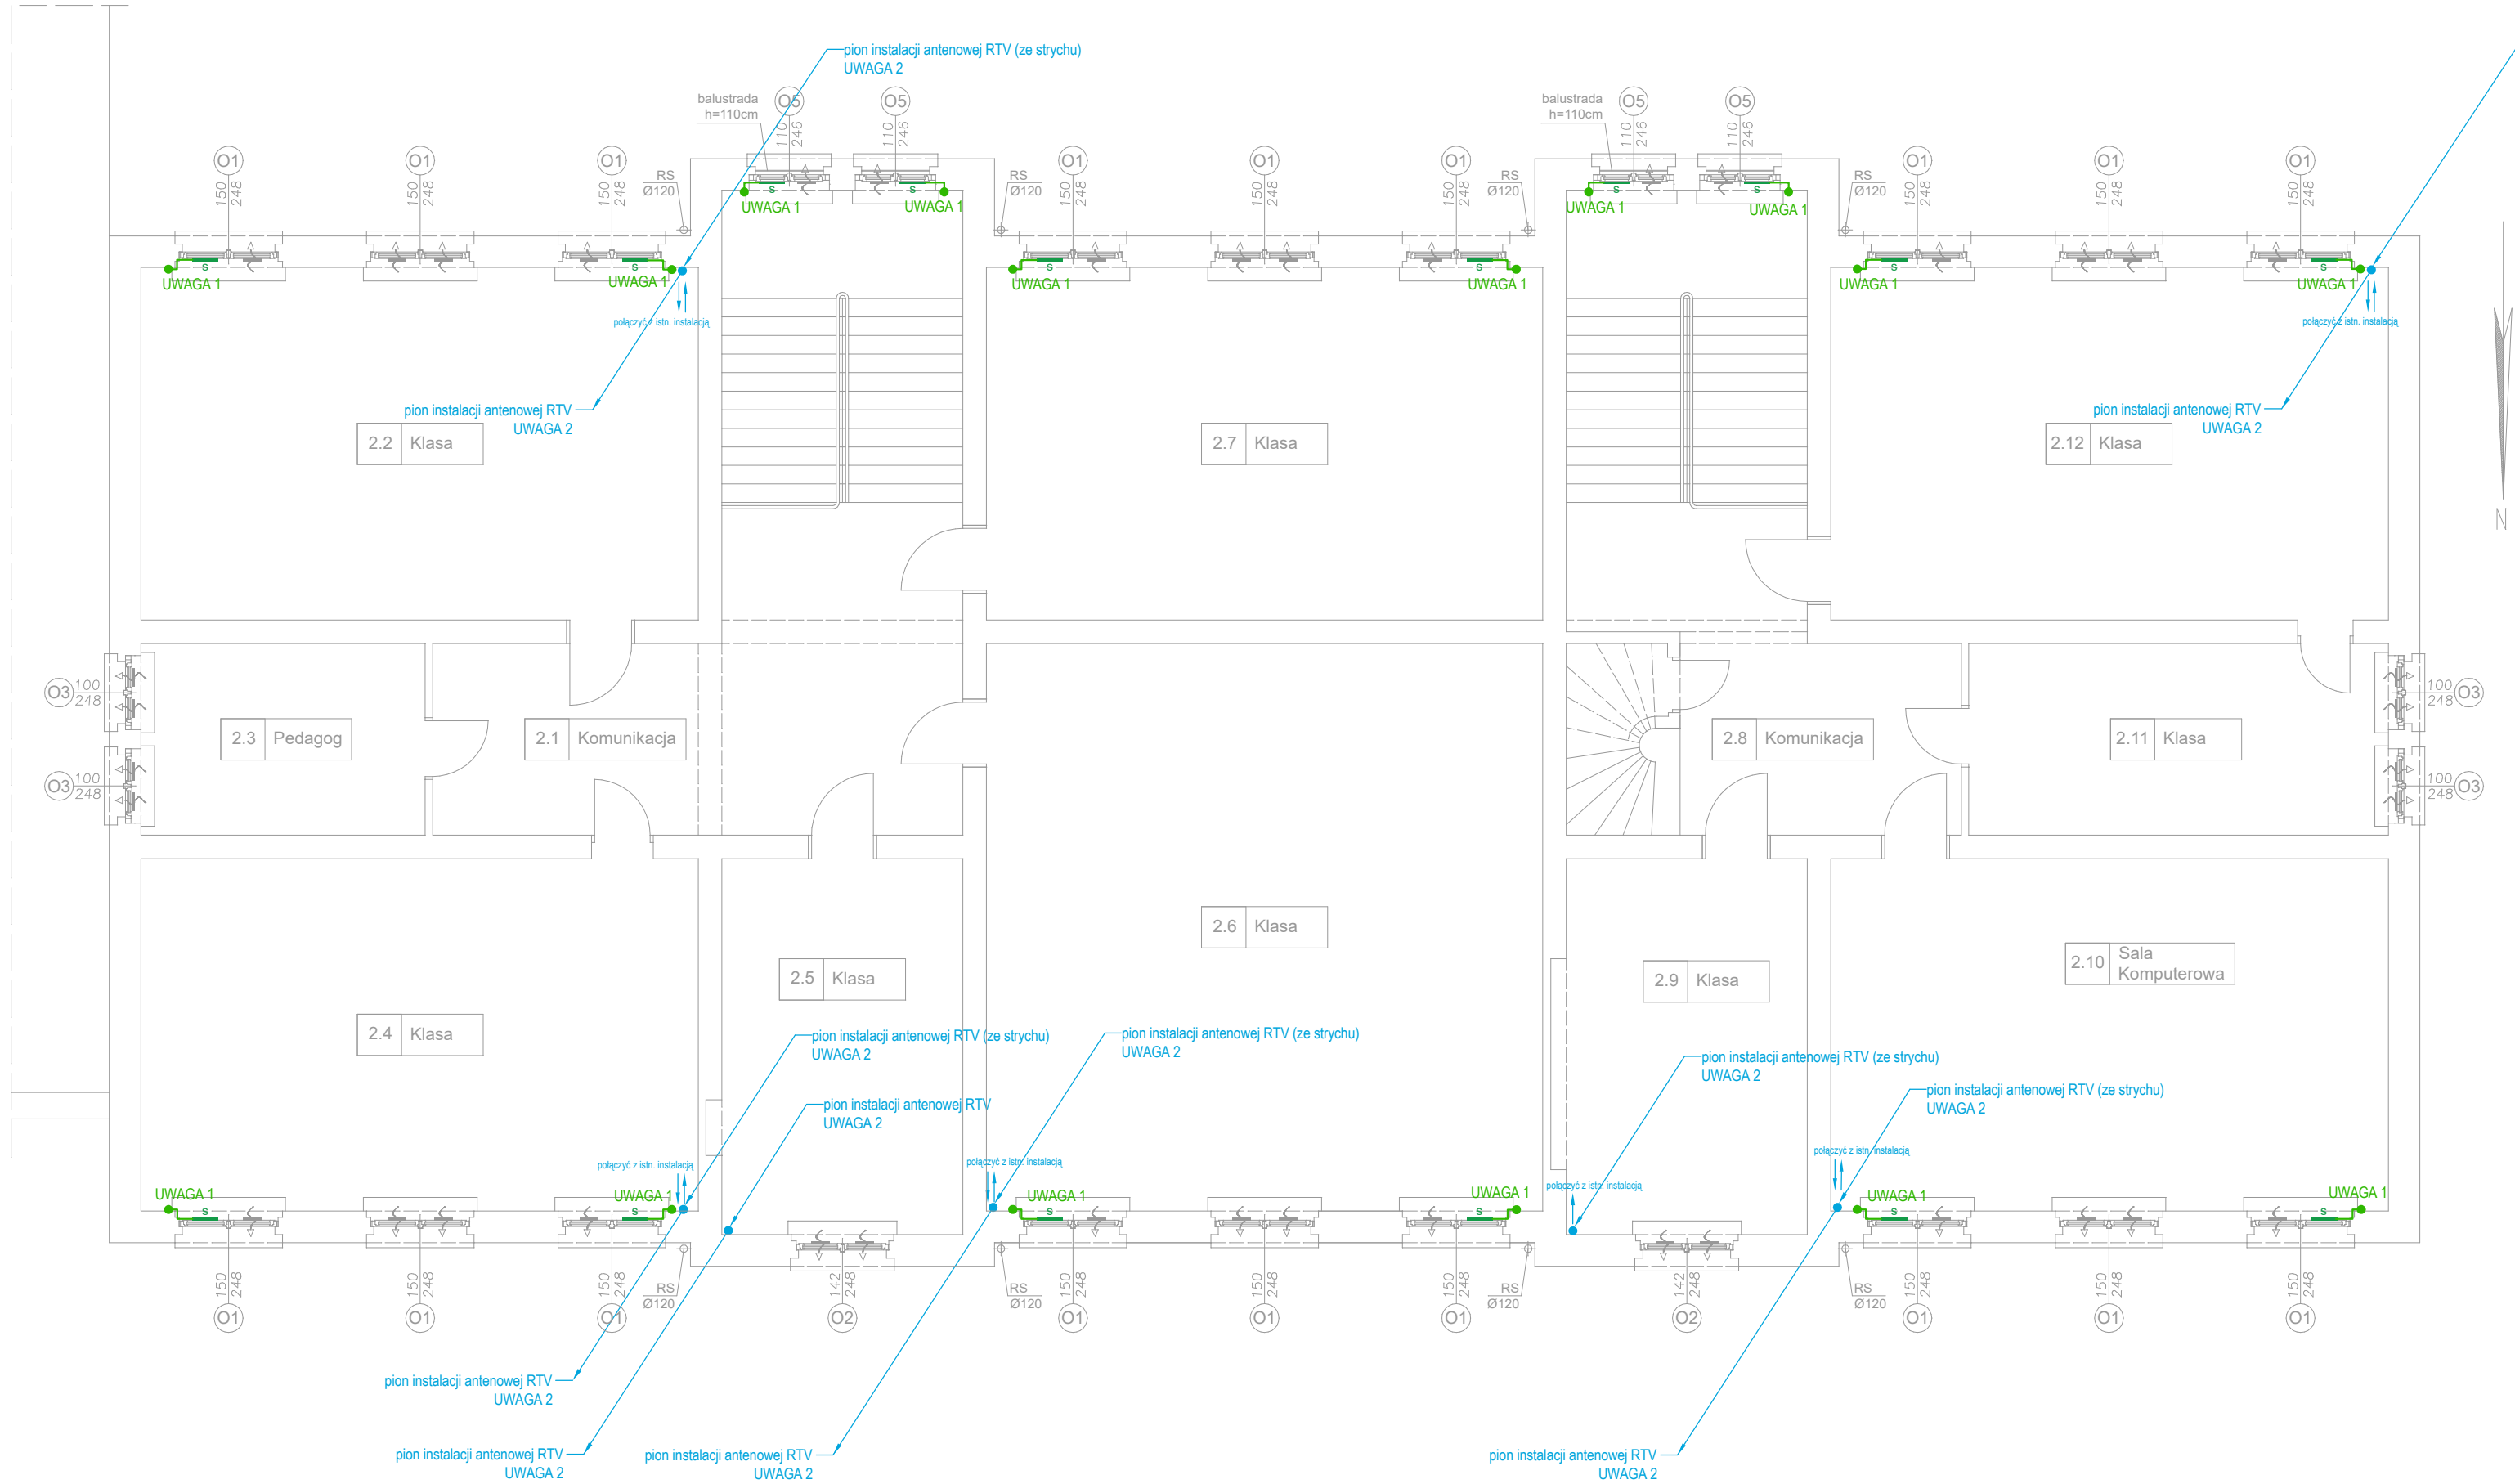 pion instalacji antenowej RTV (ze strychu)
UWAGA 2
balustrada
h=110cm
O5
O5
balustrada
h=110cm
O5
O5
110
246
110
246
110
246
110
246
O1
O1
O1
O1
O1
O1
O1
O1
O1
150
248
150
248
150
248
RS
Ø120
RS
Ø120
150
248
150
248
150
248
RS
Ø120
RS
Ø120
150
248
150
248
150
248
S
S
S
S
UWAGA 1
UWAGA 1
UWAGA 1
UWAGA 1
S
S
S
S
S
S
UWAGA 1
UWAGA 1
UWAGA 1
UWAGA 1
UWAGA 1
UWAGA 1
połączyć z istn. instalacją
połączyć z istn. instalacją
pion instalacji antenowej RTV
UWAGA 2
pion instalacji antenowej RTV
UWAGA 2
2.2 Klasa
2.7 Klasa
2.12 Klasa
N
O3
100
248
100
248
O3
2.3 Pedagog
2.1 Komunikacja
2.8 Komunikacja
2.11 Klasa
O3
100
248
100
248
O3
2.6 Klasa
2.5 Klasa
2.9 Klasa
2.10 Sala
Komputerowa
2.4 Klasa
pion instalacji antenowej RTV (ze strychu)
UWAGA 2
pion instalacji antenowej RTV (ze strychu)
UWAGA 2
pion instalacji antenowej RTV (ze strychu)
UWAGA 2
pion instalacji antenowej RTV (ze strychu)
UWAGA 2
pion instalacji antenowej RTV
UWAGA 2
połączyć z istn. instalacją
połączyć z istn. instalacją
połączyć z istn. instalacją
połączyć z istn. instalacją
UWAGA 1
UWAGA 1
UWAGA 1
UWAGA 1
UWAGA 1
UWAGA 1
S
S
S
S
S
S
150
248
150
248
150
248
RS
Ø120
142
248
RS
Ø120
150
248
150
248
150
248
RS
Ø120
142
248
RS
Ø120
150
248
150
248
150
248
O1
O1
O1
O2
O1
O1
O1
O2
O1
O1
O1
pion instalacji antenowej RTV
UWAGA 2
pion instalacji antenowej RTV
UWAGA 2
pion instalacji antenowej RTV
UWAGA 2
pion instalacji antenowej RTV
UWAGA 2